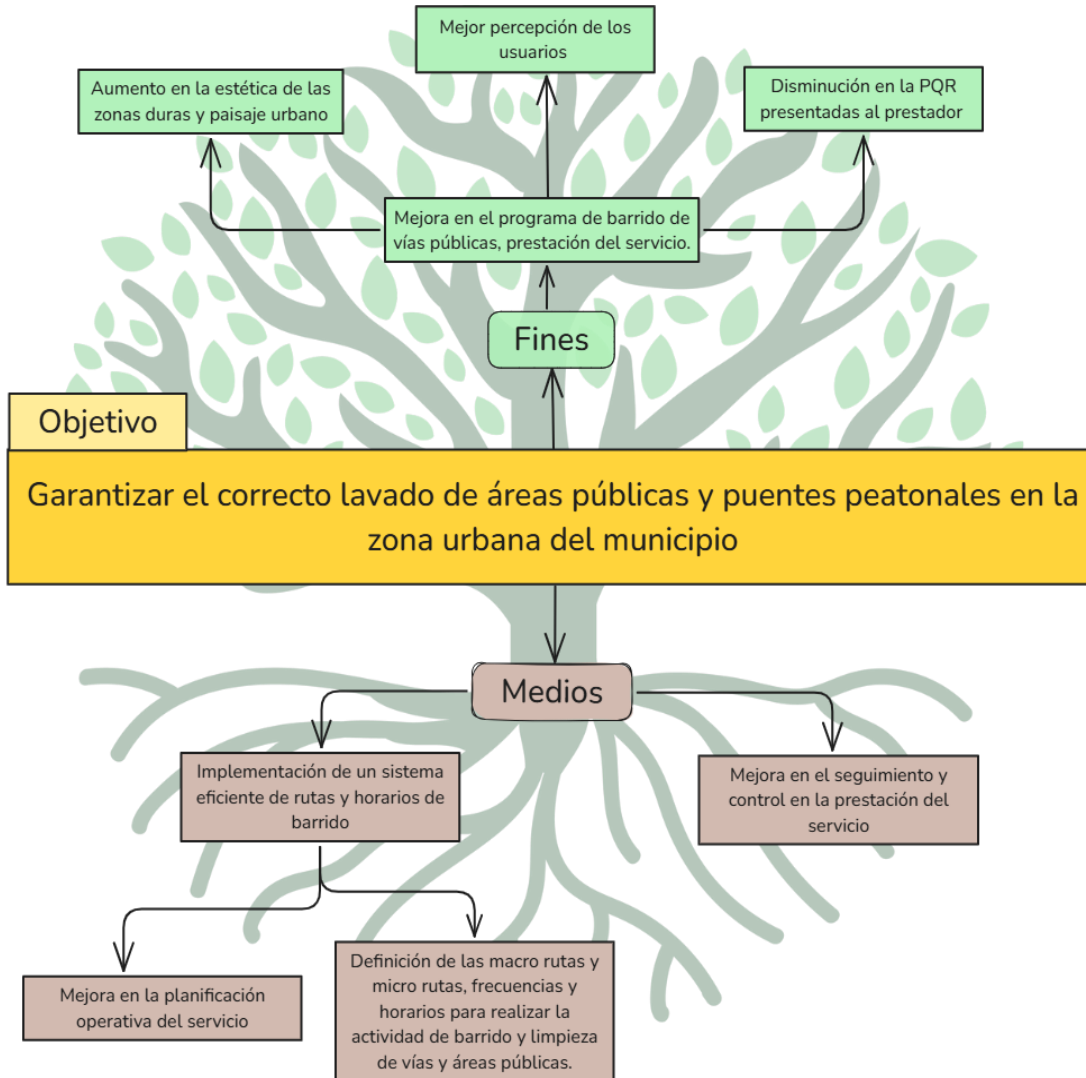 Mejor percepción de los
usuarios
Aumento en la estética de las
zonas duras y paisaje urbano
Disminución en la PQR
presentadas al prestador
Mejora en el programa de barrido de
vías públicas, prestación del servicio.
Fines
Objetivo
Garantizar el correcto lavado de áreas públicas y puentes peatonales en la
zona urbana del municipio
Medios
Implementación de un sistema
eficiente de rutas y horarios de
barrido
Mejora en el seguimiento y
control en la prestación del
servicio
Mejora en la planificación
operativa del servicio
Definición de las macro rutas y
micro rutas, frecuencias y
horarios para realizar la
actividad de barrido y limpieza
de vías y áreas públicas.